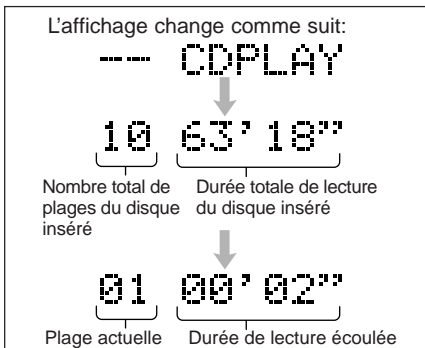 L'affichage change comme suit:
-- CDPLAY
10 63' 18"
Nombre total de plages du disque inséré
Durée totale de lecture du disque inséré
01 00' 02"
Plage actuelle Durée de lecture écoulée